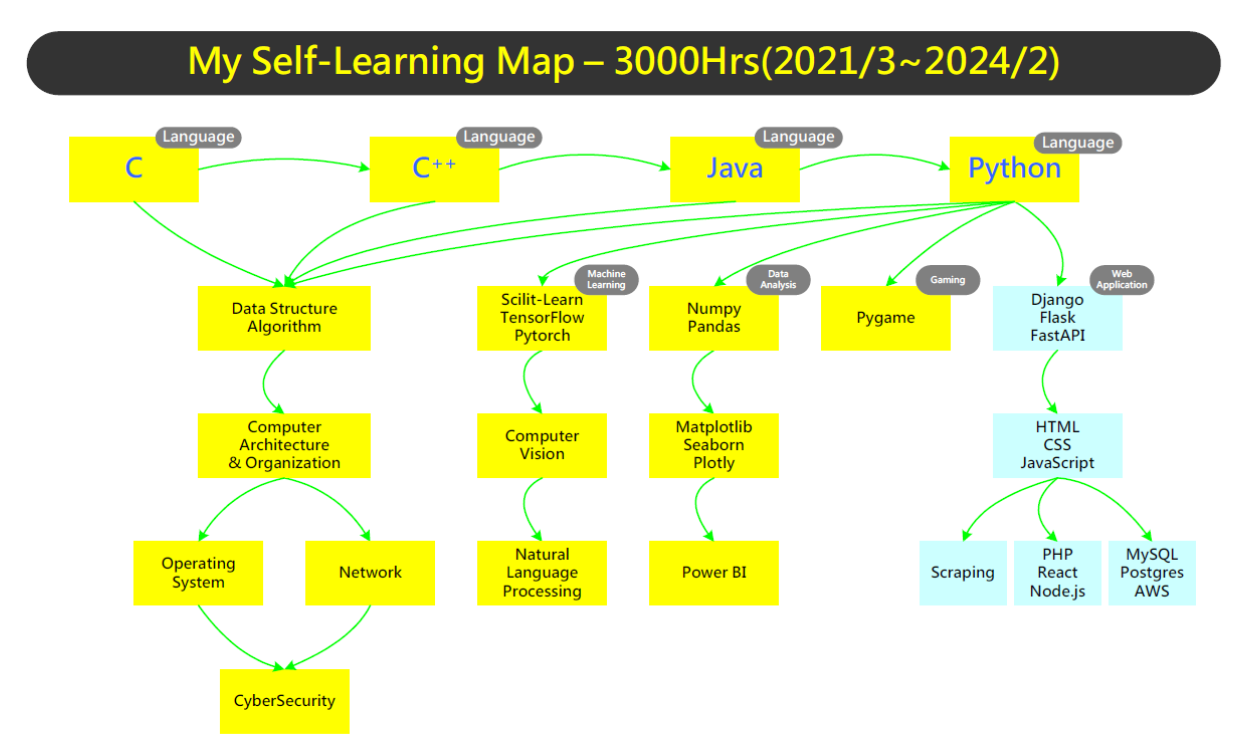 My Self-Learning Map – 3000Hrs(2021/3~2024/2)
Language
C
Language
C++
Language
Java
Language
Python
Data Structure
Algorithm
Machine
Learning
Scilit-Learn
TensorFlow
Pytorch
Data
Analysis
Numpy
Pandas
Gaming
Pygame
Web
Application
Django
Flask
FastAPI
Computer
Architecture
& Organization
Computer
Vision
Matplotlib
Seaborn
Plotly
HTML
CSS
JavaScript
Operating
System
Network
Natural
Language
Processing
Power BI
Scraping
PHP
React
Node.js
MySQL
Postgres
AWS
CyberSecurity